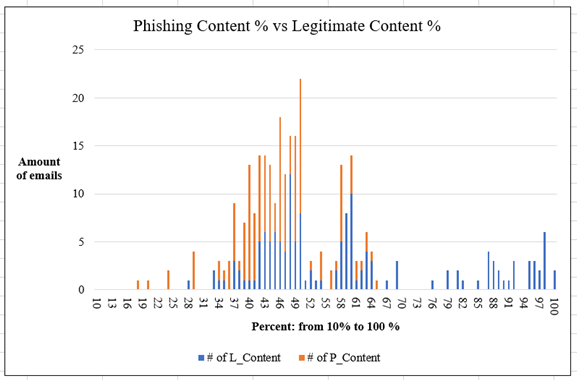 Phishing Content % vs Legitimate Content %
25
20
15
10
5
0
Amount
of emails
10 13 16 19 22 25 28 31 34 37 40 43 46 49 52 55 58 61 64 67 70 73 76 79 82 85 88 91 94 97 100
Percent: from 10% to 100 %
# of L_Content # of P_Content